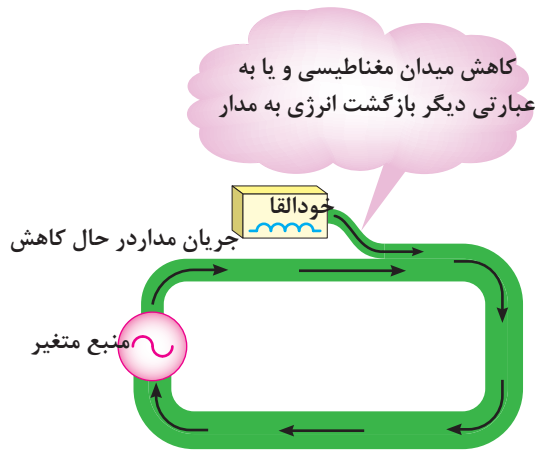 کاهش میدان مغناطیسی و یا به
عبارتی دیگر بازگشت انرژی به مدار
خودالقا
جریان مداردر حال کاهش
منبع متغیر